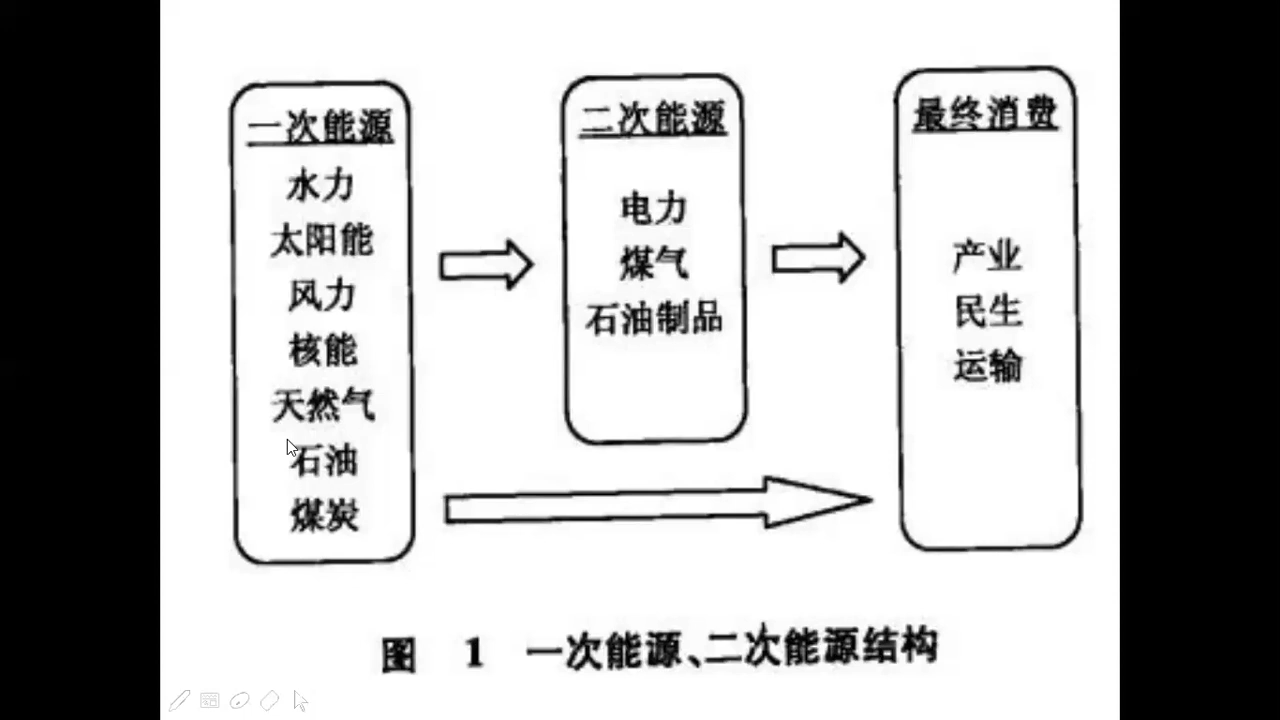 一次能源
水力
太阳能
风力
核能
天然气
石油
煤炭
二次能源
电力
煤气
石油制品
最终消费
产业
民生
运输
图 1 一次能源、二次能源结构